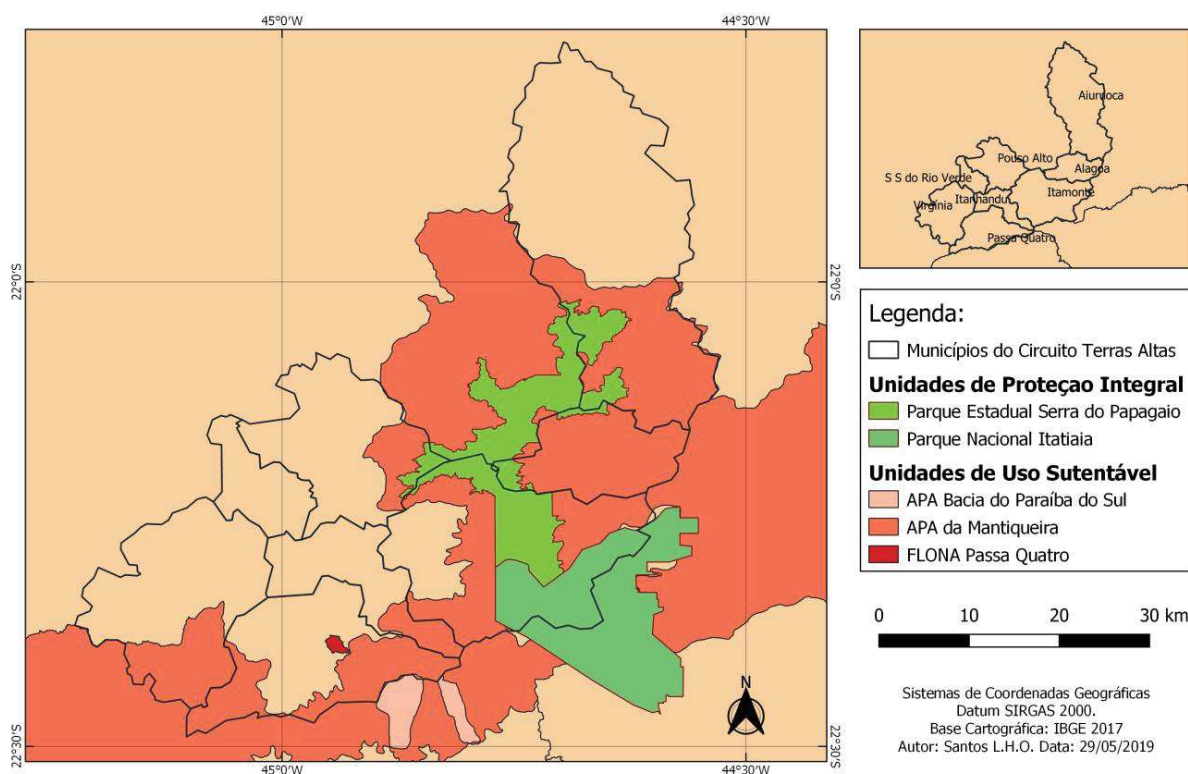 45°0'W
44°30'W
22°0'S
22°0'S
22°30'S
22°30'S
45°0'W
44°30'W
N
Aiuruoca
Pouso Alto
Alagoa
S S do Rio Verde
Itamonte
Itanhandu
Virgínia
Passa Quatro
Legenda:
Municípios do Circuito Terras Altas
Unidades de Proteçao Integral
Parque Estadual Serra do Papagaio
Parque Nacional Itatiaia
Unidades de Uso Sutentável
APA Bacia do Paraíba do Sul
APA da Mantiqueira
FLONA Passa Quatro
0 10 20 30 km
Sistemas de Coordenadas Geográficas
Datum SIRGAS 2000.
Base Cartográfica: IBGE 2017
Autor: Santos L.H.O. Data: 29/05/2019